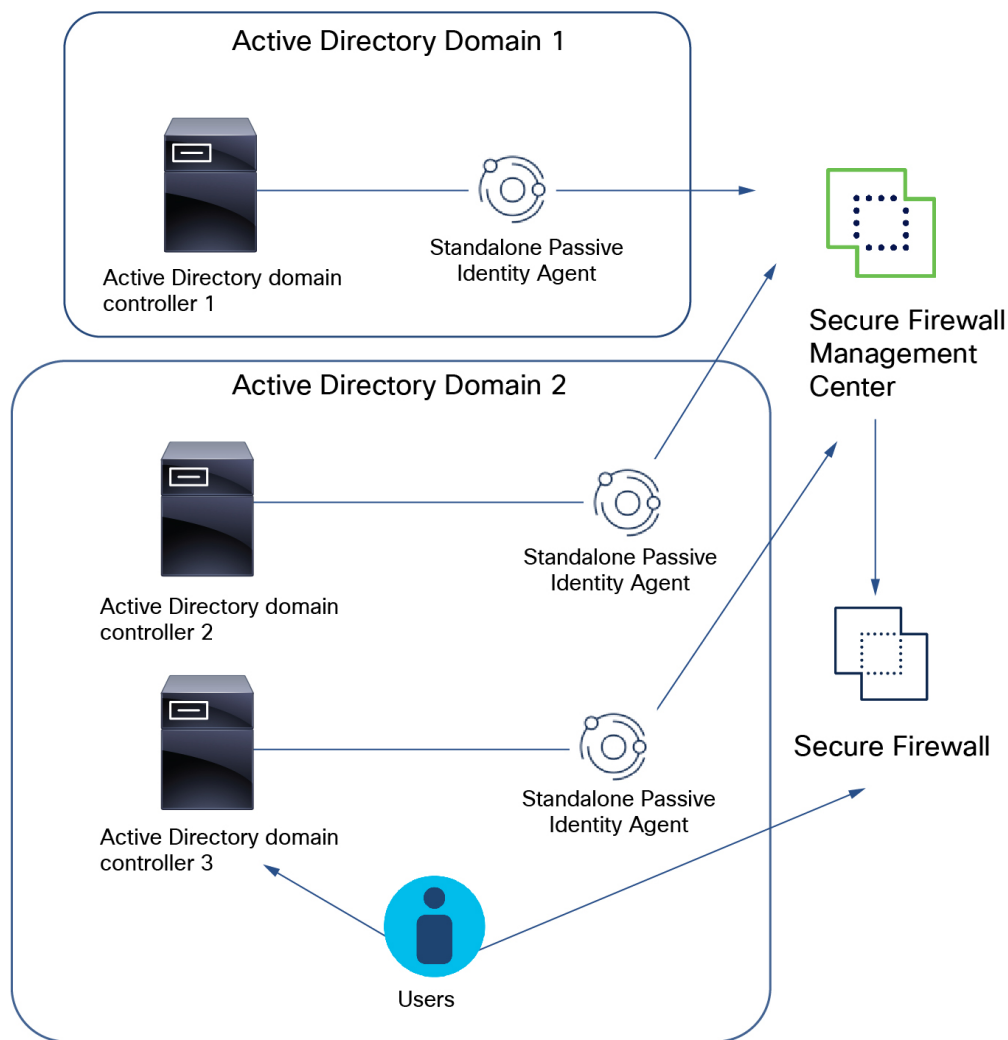 Active Directory Domain 1
Active Directory domain
controller 1
Standalone Passive
Identity Agent
Secure Firewall
Management
Center
Active Directory Domain 2
Active Directory domain
controller 2
Standalone Passive
Identity Agent
Secure Firewall
Active Directory domain
controller 3
Standalone Passive
Identity Agent
Users